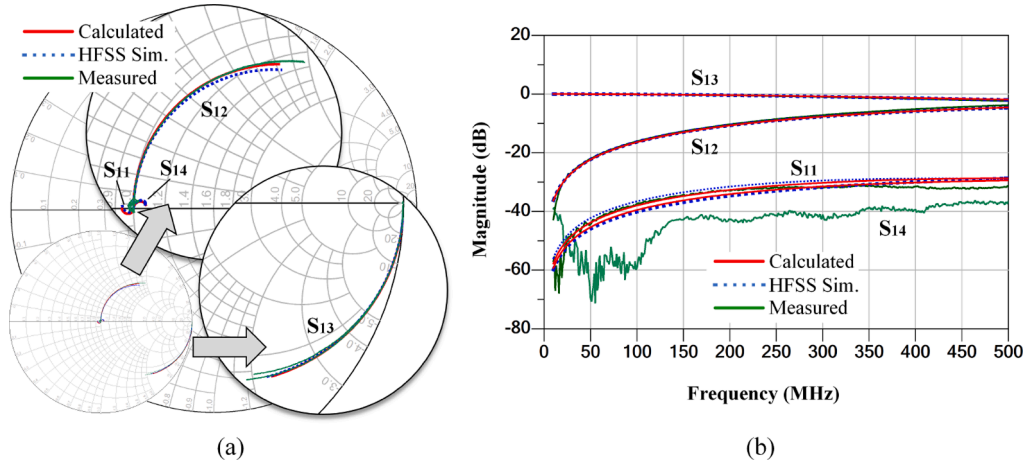 (a)
Calculated
HFSS Sim.
Measured
S12
S11
S14
S13
20
0
-20
-40
-60
-80
Magnitude (dB)
S13
S12
S11
S14
Calculated
HFSS Sim.
Measured
0
50
100
150
200
250
300
350
400
450
500
Frequency (MHz)
(a)
(b)